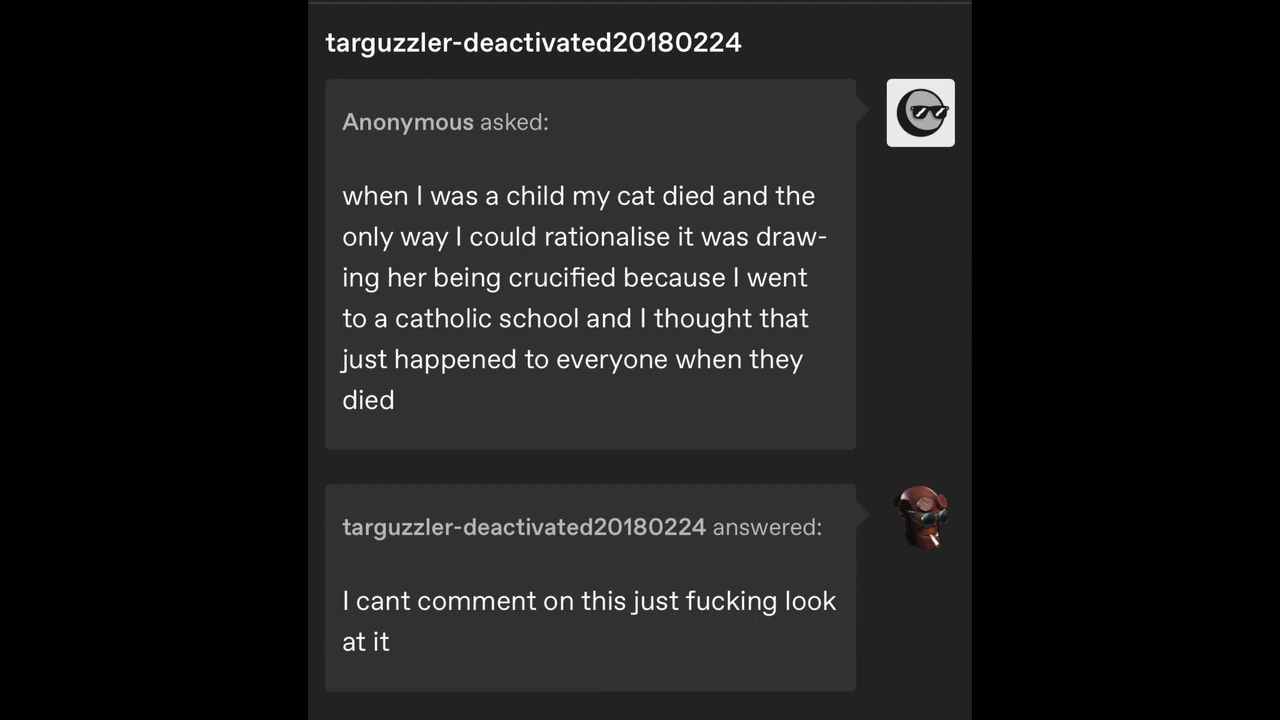 targuzzler-deactivated20180224
Anonymous asked:
when I was a child my cat died and the
only way I could rationalise it was draw-
ing her being crucified because I went
to a catholic school and I thought that
just happened to everyone when they
died
targuzzler-deactivated20180224 answered:
I cant comment on this just fucking look
at it